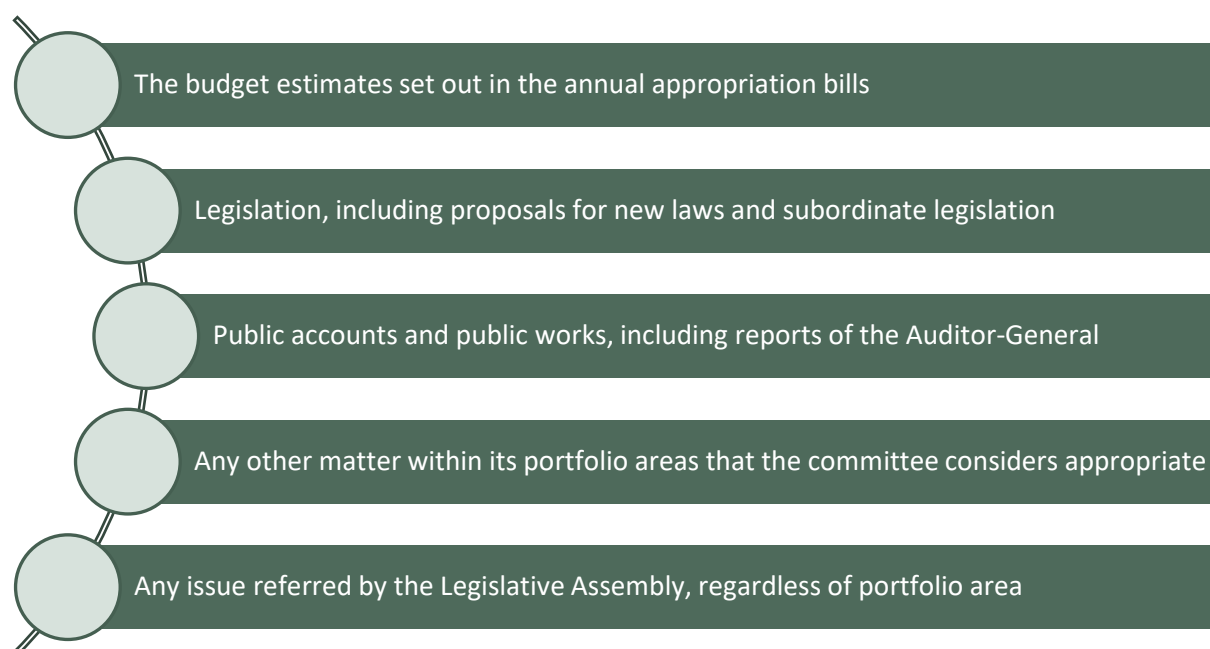 The budget estimates set out in the annual appropriation bills
Legislation, including proposals for new laws and subordinate legislation
Public accounts and public works, including reports of the Auditor-General
Any other matter within its portfolio areas that the committee considers appropriate
Any issue referred by the Legislative Assembly, regardless of portfolio area